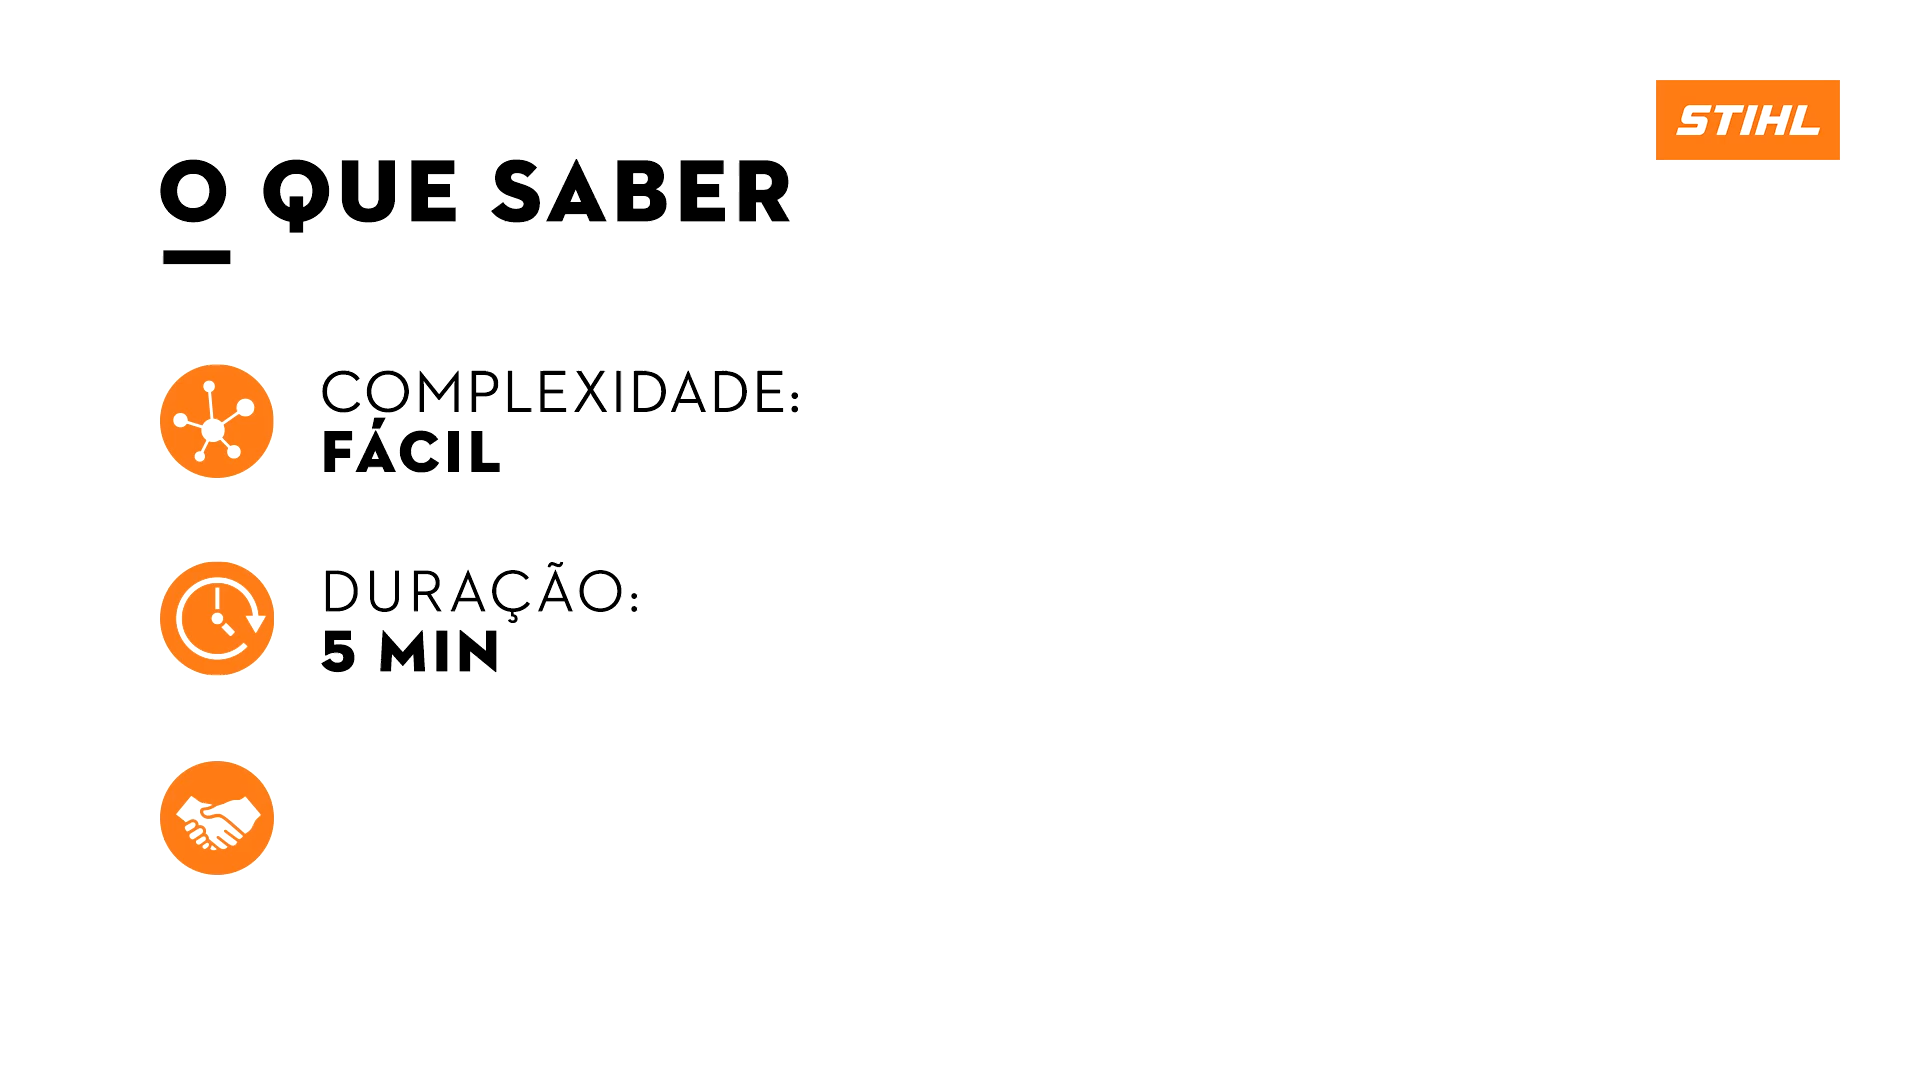 STIHL
O QUE SABER
COMPLEXIDADE:
FÁCIL
DURAÇÃO:
5 MIN